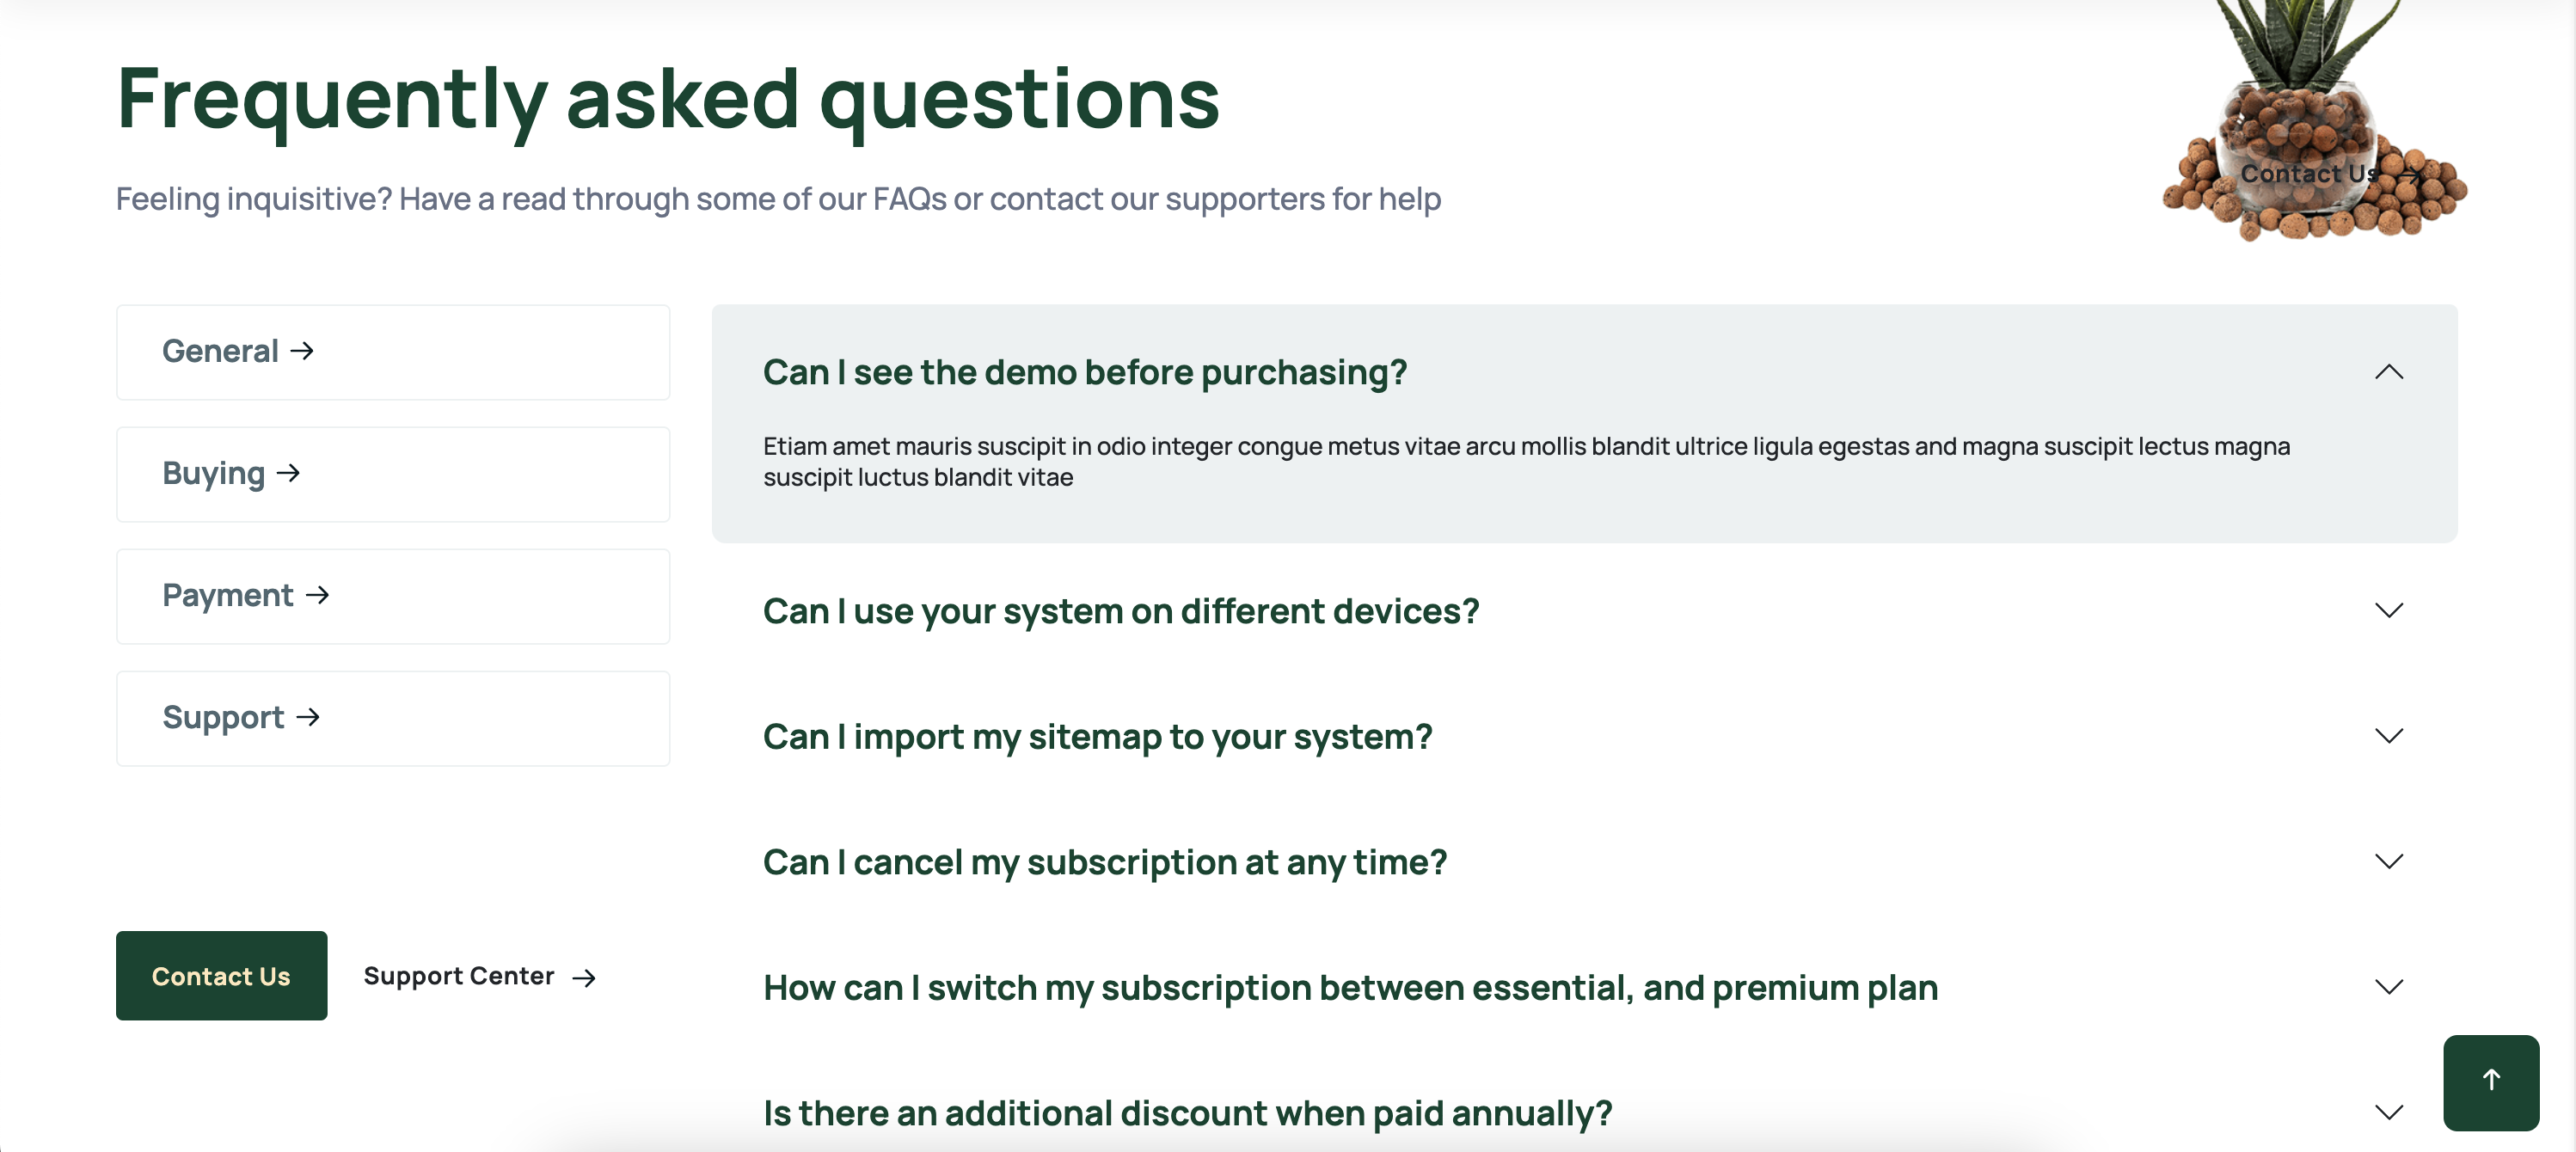 Frequently asked questions
Feeling inquisitive? Have a read through some of our FAQs or contact our supporters for help
Contact Us
General
Buying
Payment
Support
Contact Us
Support Center
Can I see the demo before purchasing?
Etiam amet mauris suscipit in odio integer congue metus vitae arcu mollis blandit ultrice ligula egestas and magna suscipit lectus magna
suscipit luctus blandit vitae
Can I use your system on different devices?
Can I import my sitemap to your system?
Can I cancel my subscription at any time?
How can I switch my subscription between essential, and premium plan
Is there an additional discount when paid annually?